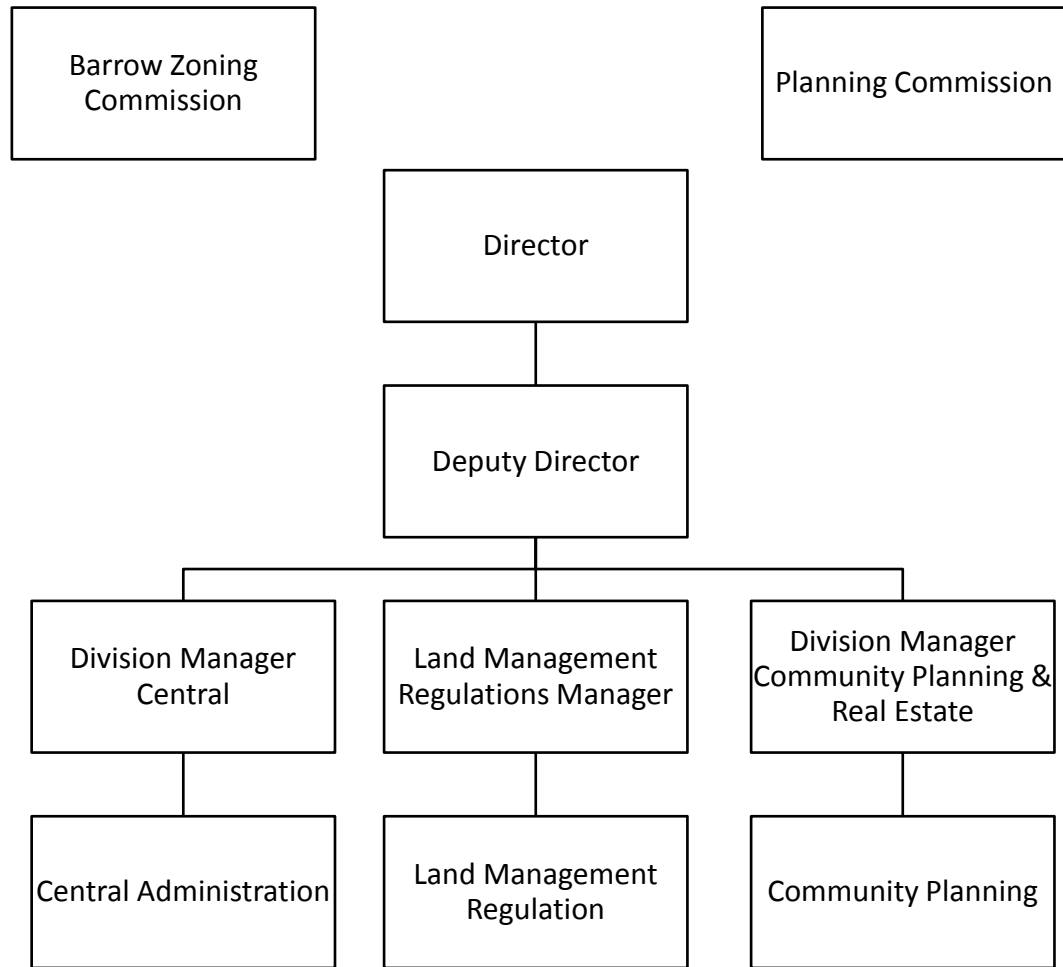 Barrow Zoning
Commission
Planning Commission
Director
Deputy Director
Division Manager
Central
Land Management
Regulations Manager
Division Manager
Community Planning &
Real Estate
Central Administration
Land Management
Regulation
Community Planning